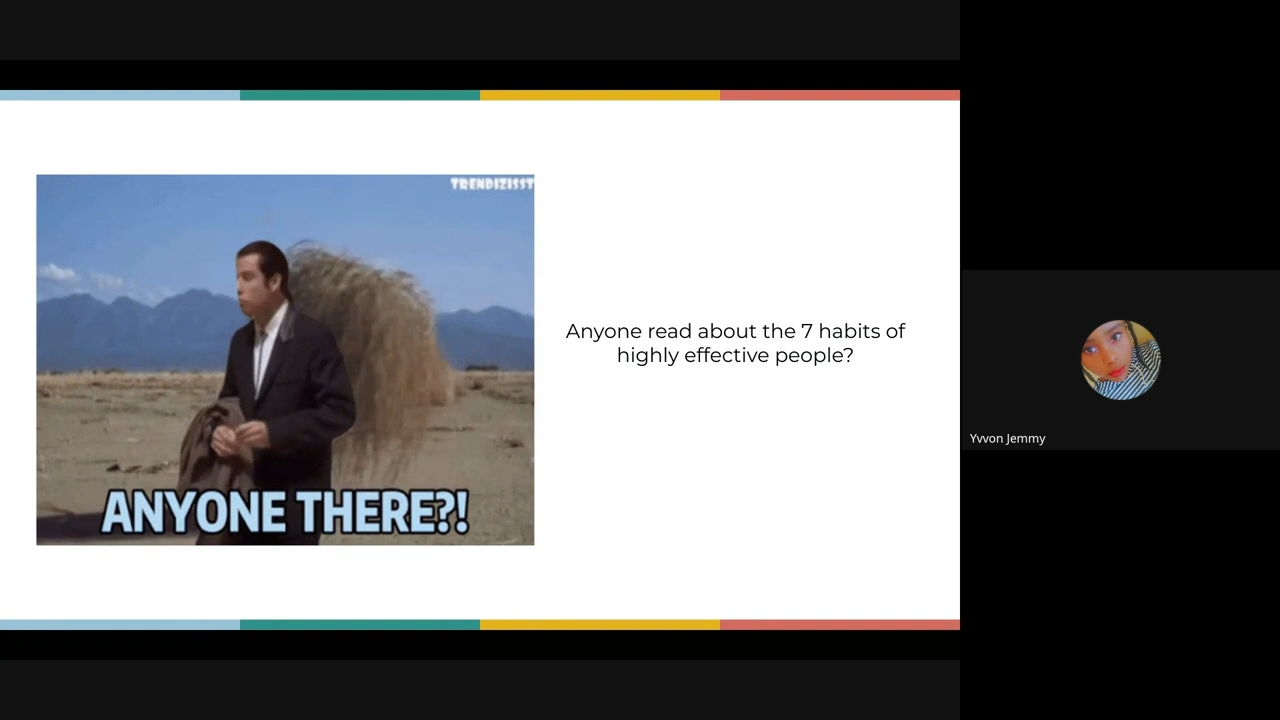 TRENDIZISST
Anyone read about the 7 habits of
highly effective people?
ANYONE THERE?!
Yvvon Jemmy